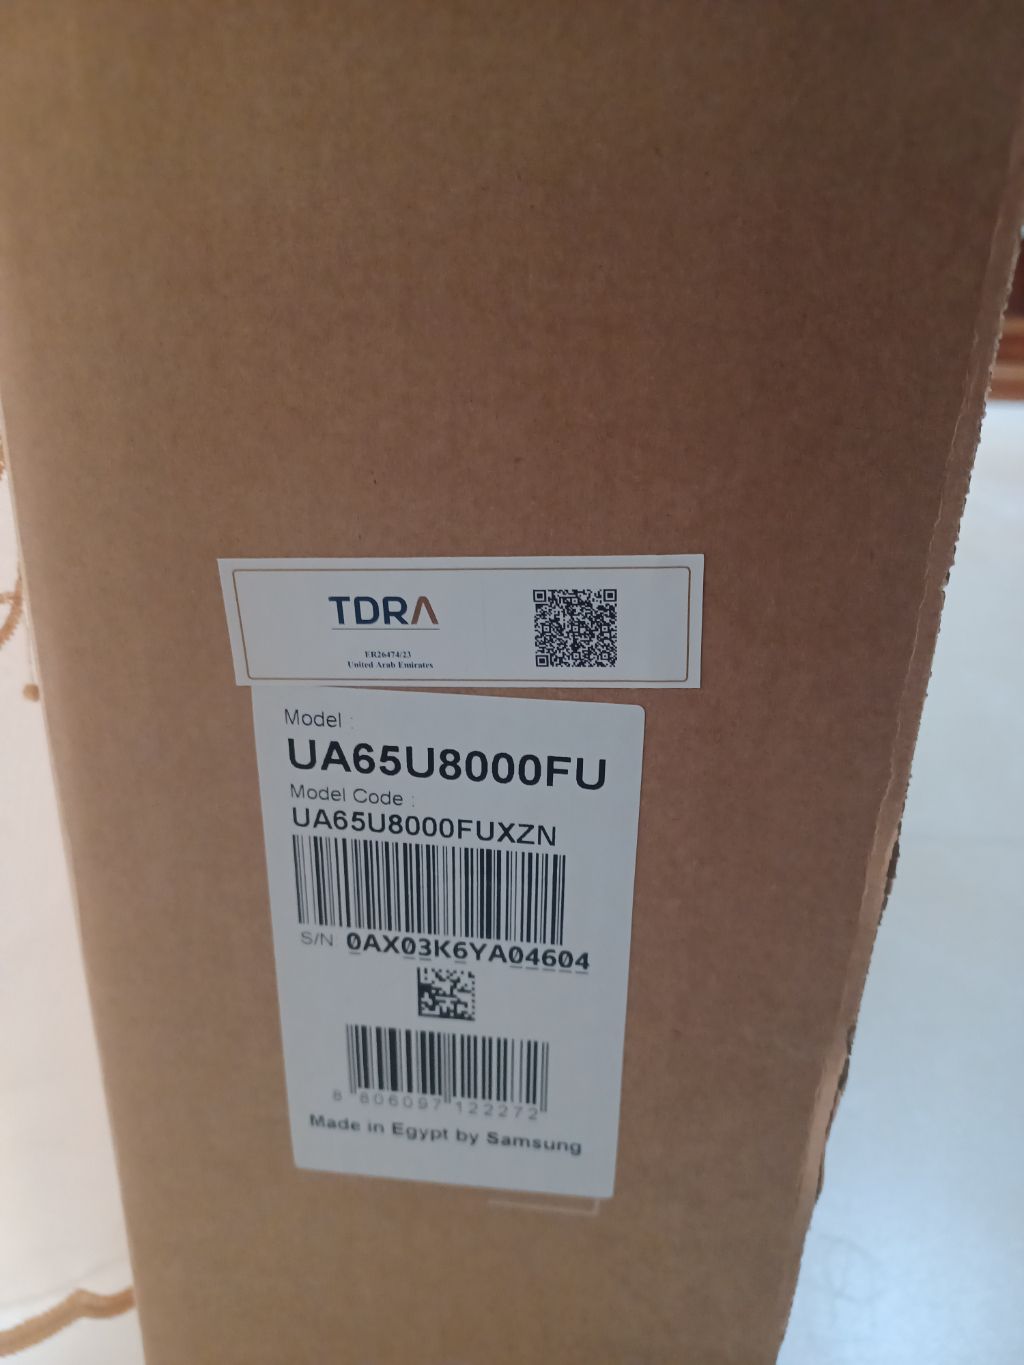 TDRA
ER26474/23
United Arab Emirates
Model :
UA65U8000FU
Model Code :
UA65U8000FUXZN
S/N: 0AX03K6YA04604
8 806097 122272
Made in Egypt by Samsung